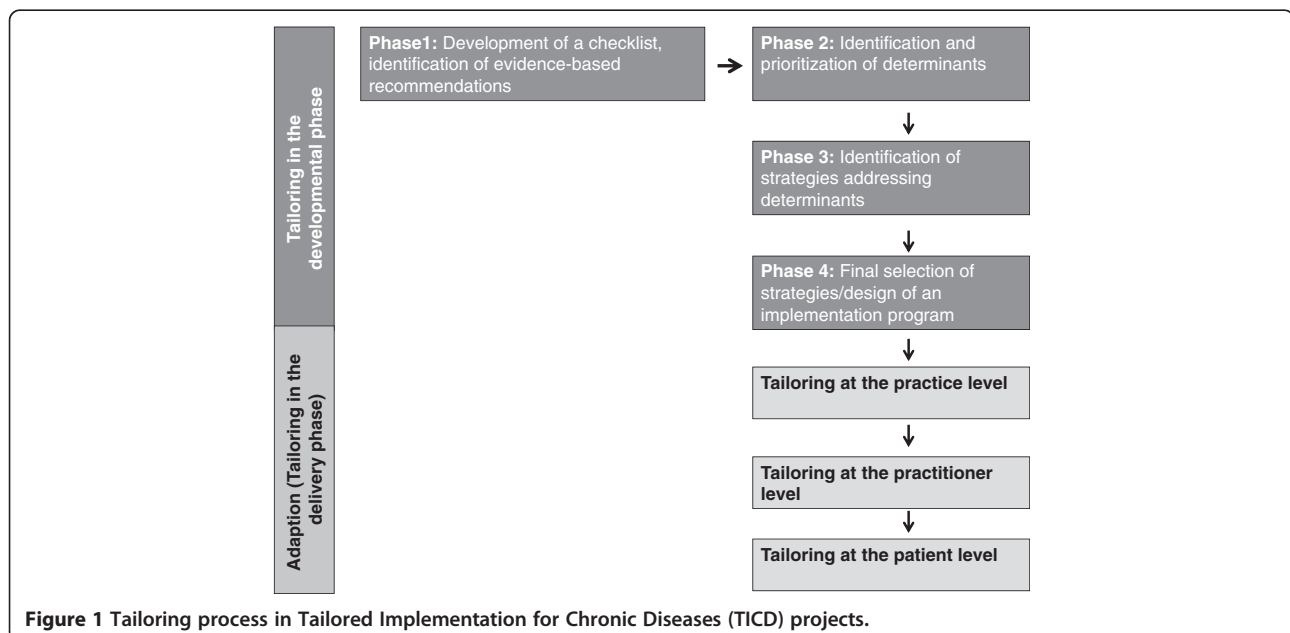 Tailoring in the
developmental phase
Phase1: Development of a checklist,
identification of evidence-based
recommendations
Phase 2: Identification and
prioritization of determinants
Phase 3: Identification of
strategies addressing
determinants
Phase 4: Final selection of
strategies/design of an
implementation program
Adaption (Tailoring in the
delivery phase)
Tailoring at the practice level
Tailoring at the practitioner
level
Tailoring at the patient level
Figure 1 Tailoring process in Tailored Implementation for Chronic Diseases (TICD) projects.